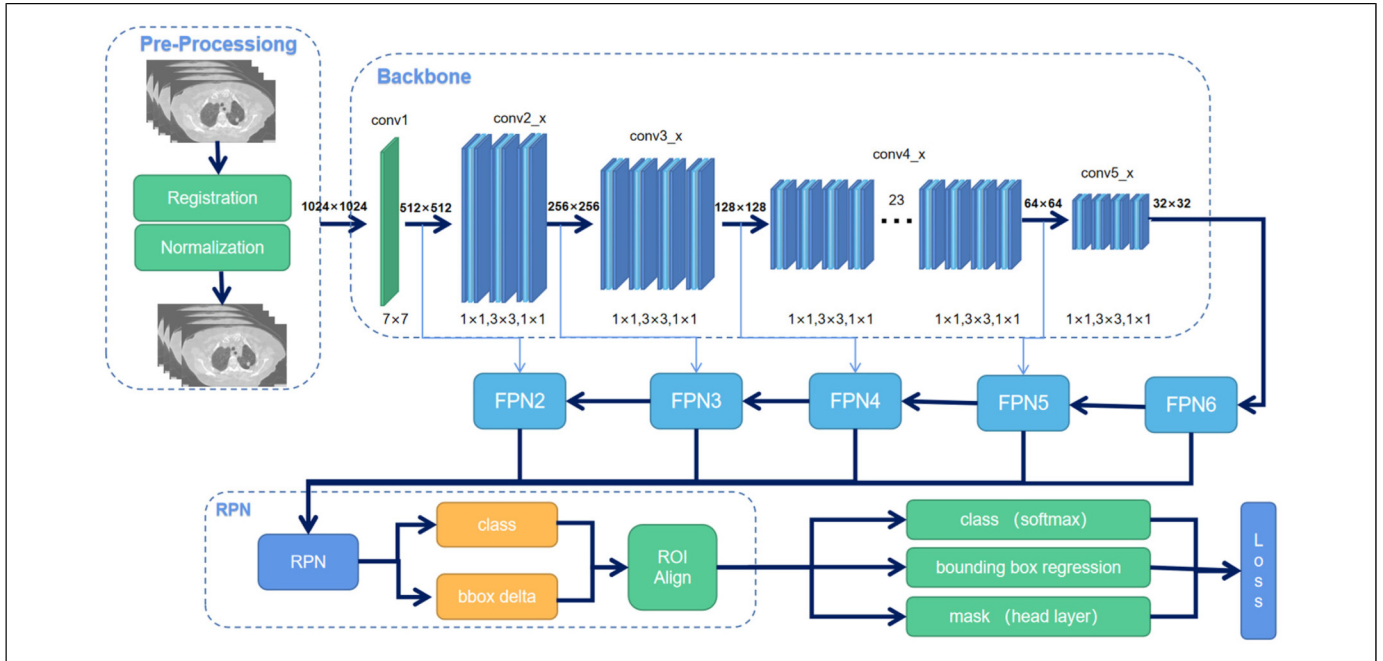 Pre-Processiong
Registration
Normalization
1024×1024
Backbone
conv1
conv2_x
conv3_x
conv4_x
conv5_x
512×512
256×256
128×128
23
64×64
32×32
7×7
1×1,3×3,1×1
1×1,3×3,1×1
1×1,3×3,1×1
1×1,3×3,1×1
1×1,3×3,1×1
FPN2
FPN3
FPN4
FPN5
FPN6
RPN
RPN
class
bbox delta
ROI
Align
class (softmax)
bounding box regression
mask (head layer)
Loss